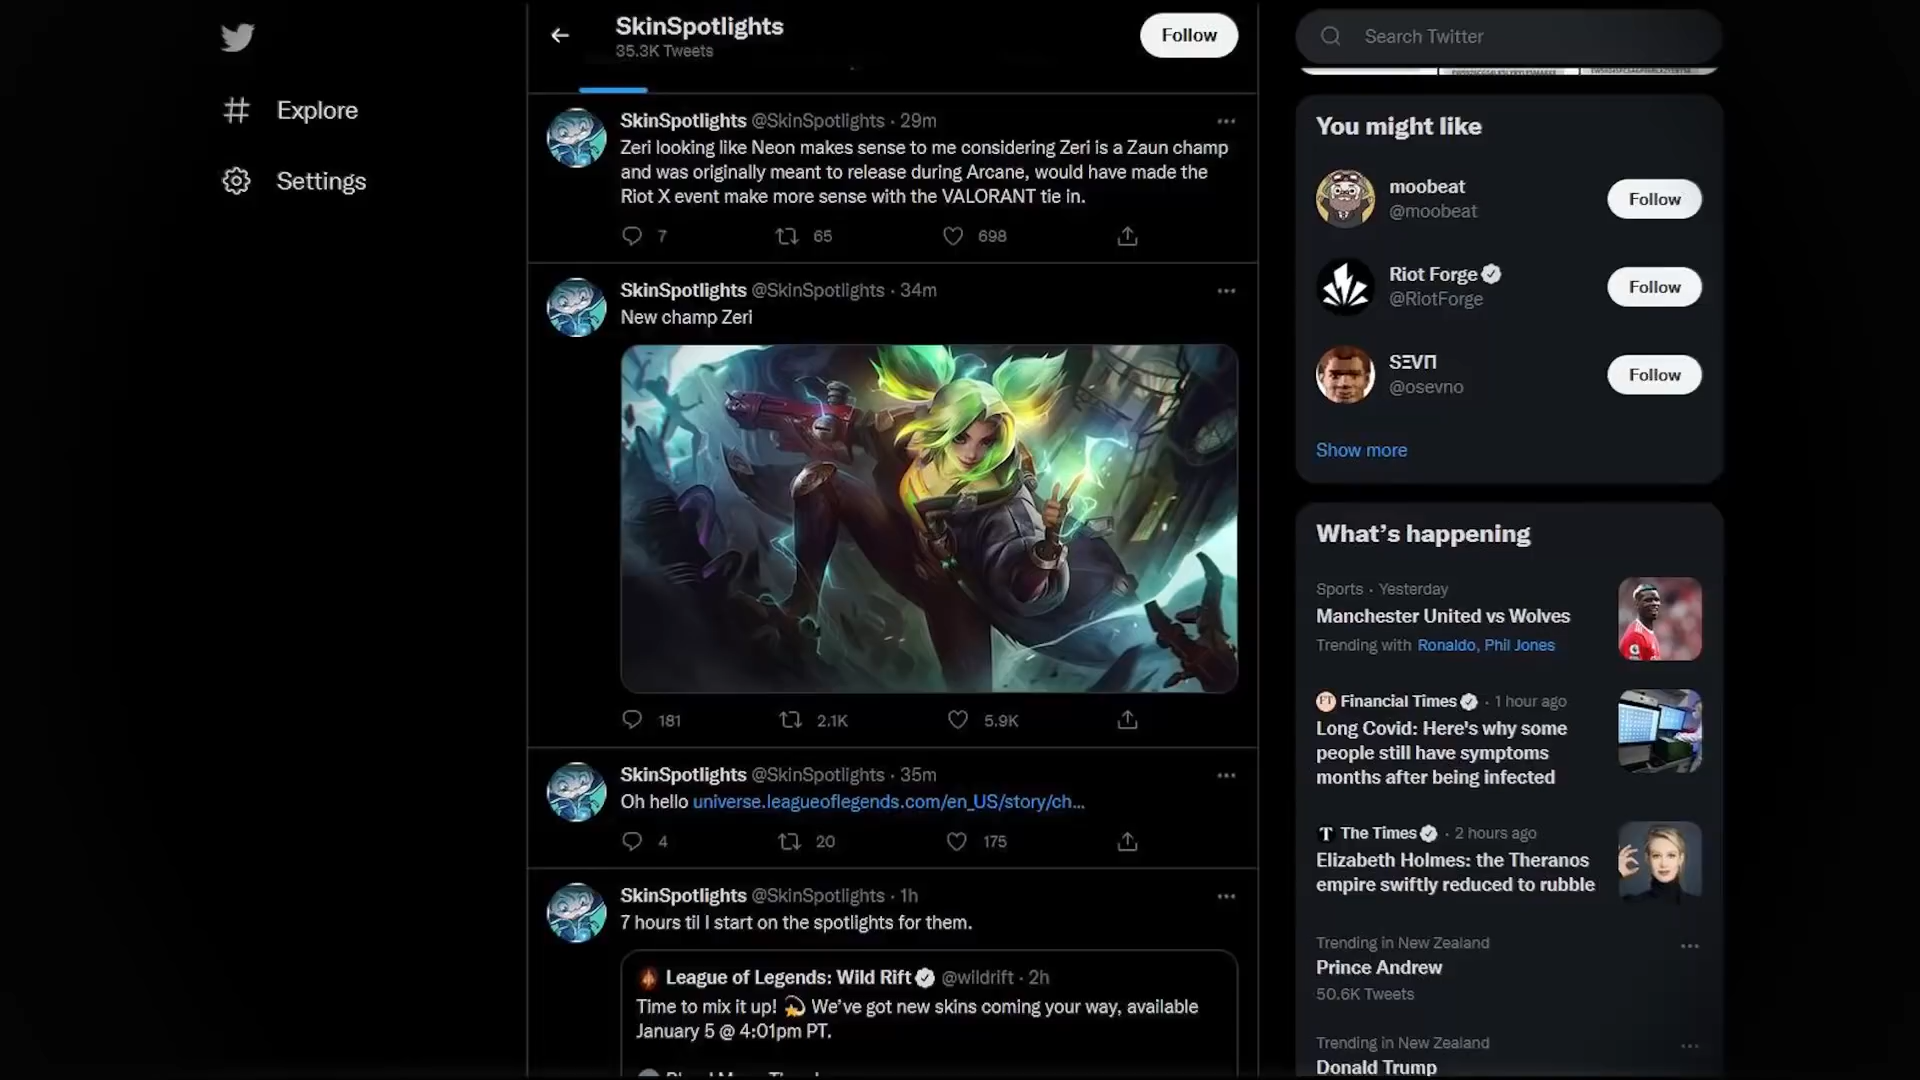 Explore
Settings
SkinSpotlights
35.3K Tweets
Follow
SkinSpotlights @SkinSpotlights · 29m
Zeri looking like Neon makes sense to me considering Zeri is a Zaun champ
and was originally meant to release during Arcane, would have made the
Riot X event make more sense with the VALORANT tie in.
7 65 698
SkinSpotlights @SkinSpotlights · 34m
New champ Zeri
181 2.1K 5.9K
SkinSpotlights @SkinSpotlights · 35m
Oh hello universe.leagueoflegends.com/en_US/story/ch...
4 20 175
SkinSpotlights @SkinSpotlights · 1h
7 hours til I start on the spotlights for them.
League of Legends: Wild Rift @wildrift · 2h
Time to mix it up! 💫 We've got new skins coming your way, available
January 5 @ 4:01pm PT.
Search Twitter
You might like
moobeat
@moobeat
Follow
Riot Forge
@RiotForge
Follow
SΞVП
@osevno
Follow
Show more
What's happening
Sports · Yesterday
Manchester United vs Wolves
Trending with Ronaldo, Phil Jones
FT Financial Times · 1 hour ago
Long Covid: Here's why some
people still have symptoms
months after being infected
T The Times · 2 hours ago
Elizabeth Holmes: the Theranos
empire swiftly reduced to rubble
Trending in New Zealand
Prince Andrew
50.6K Tweets
Trending in New Zealand
Donald Trump